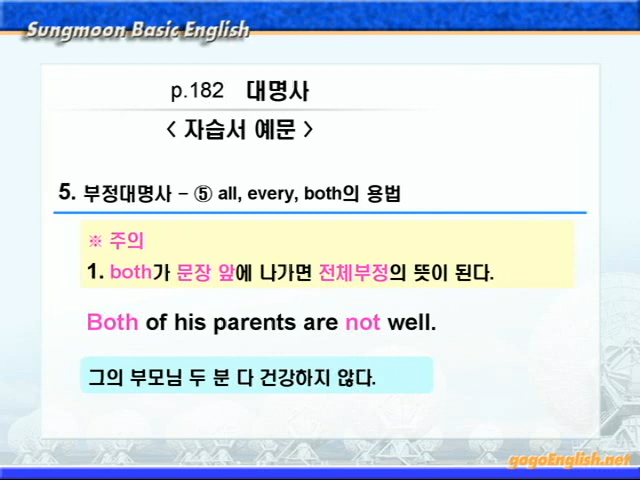 Sungmoon Basic English
p.182 대명사
< 자습서 예문 >
5. 부정대명사 – ⑤ all, every, both의 용법
※ 주의
1. both가 문장 앞에 나가면 전체부정의 뜻이 된다.
Both of his parents are not well.
그의 부모님 두 분 다 건강하지 않다.
gogoEnglish.net